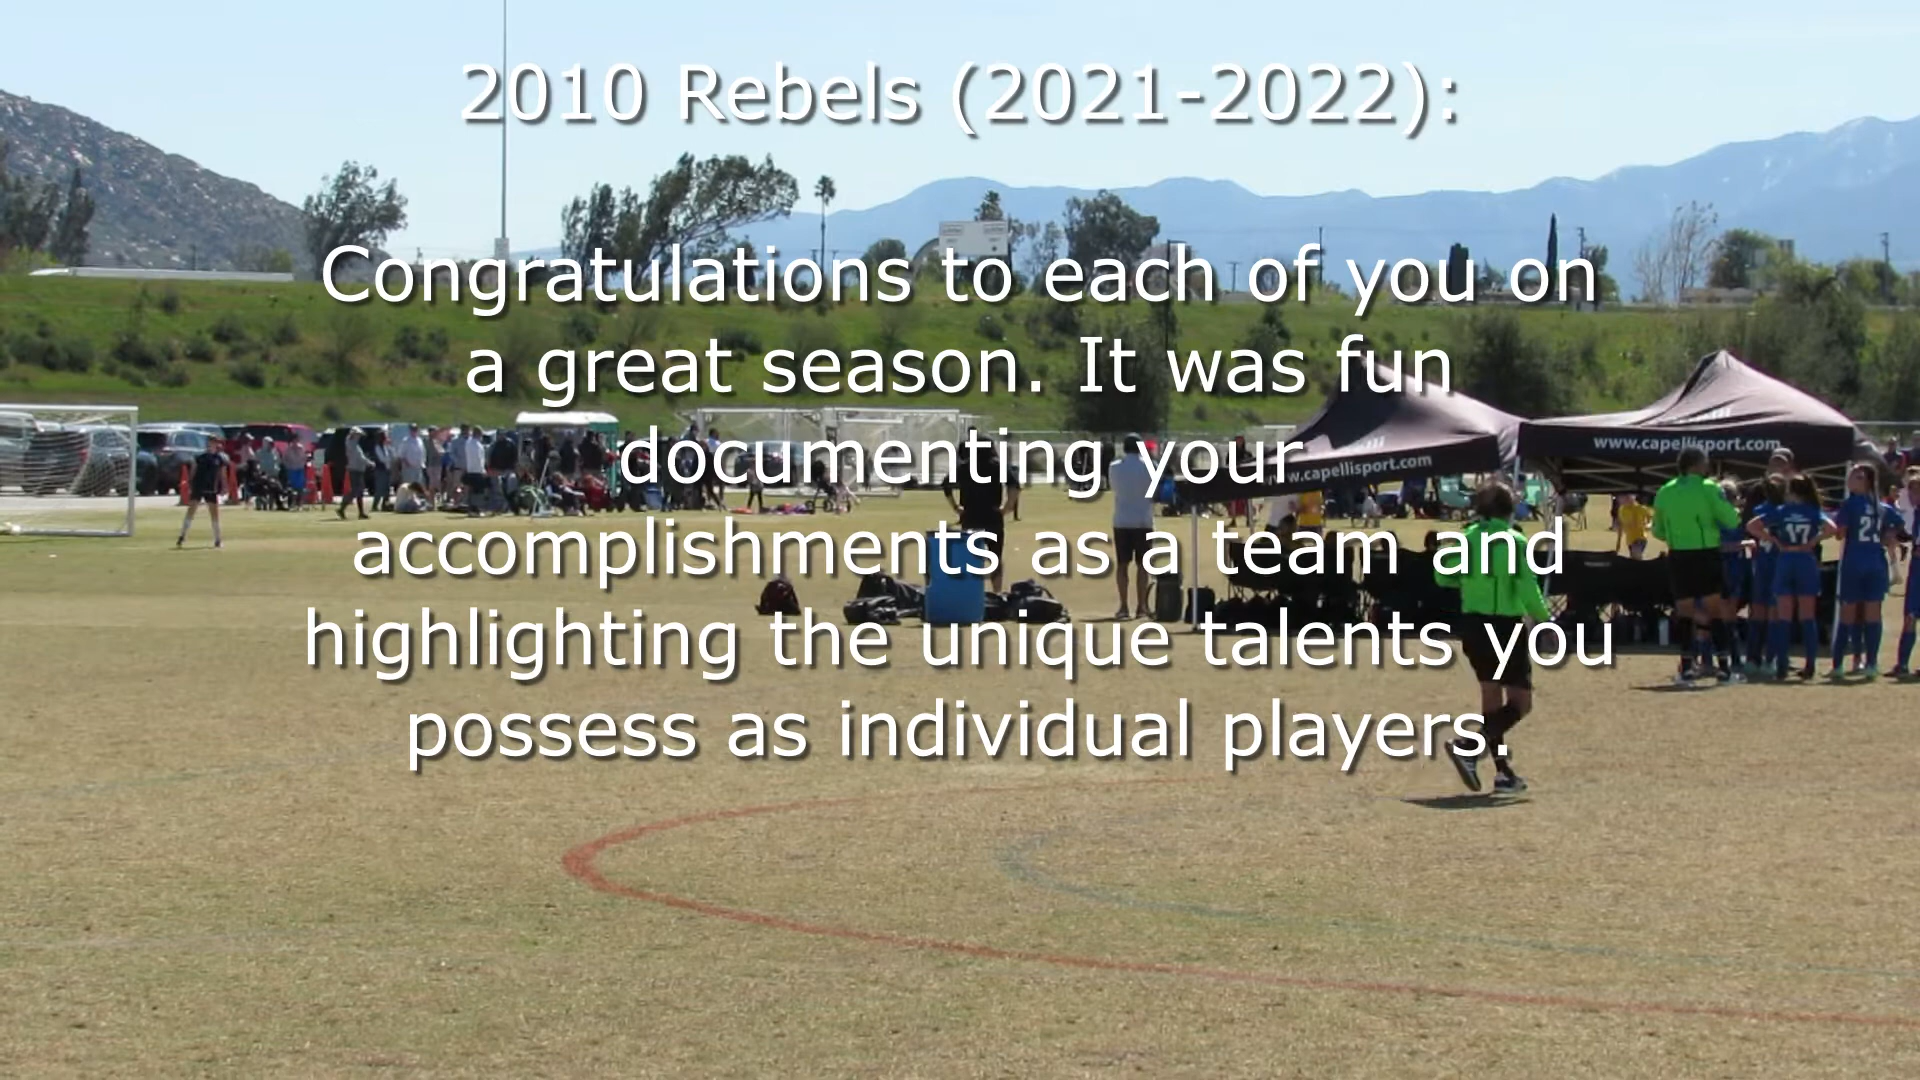 2010 Rebels (2021-2022):
Congratulations to each of you on
a great season. It was fun
documenting your
accomplishments as a team and
highlighting the unique talents you
possess as individual players.
www.capellisport.com
www.capellisport.com
17